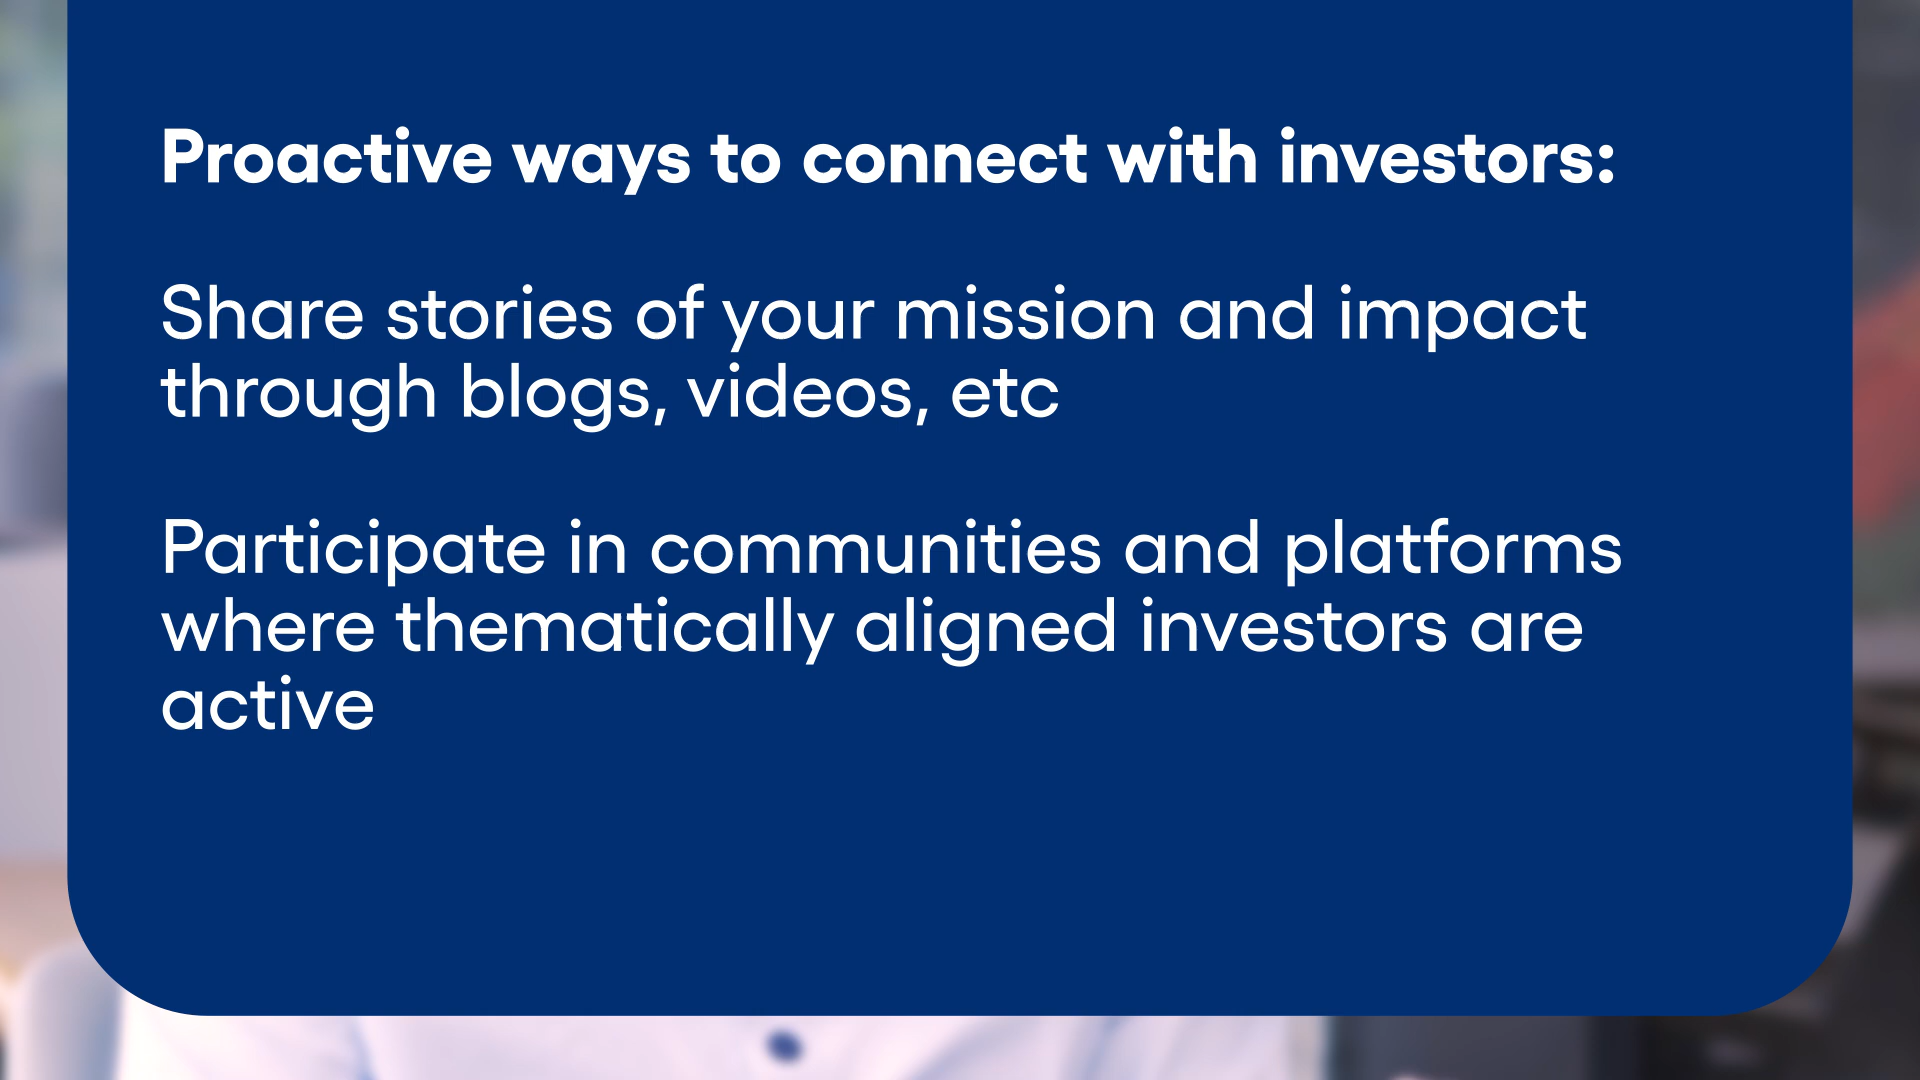 Proactive ways to connect with investors:
Share stories of your mission and impact
through blogs, videos, etc
Participate in communities and platforms
where thematically aligned investors are
active